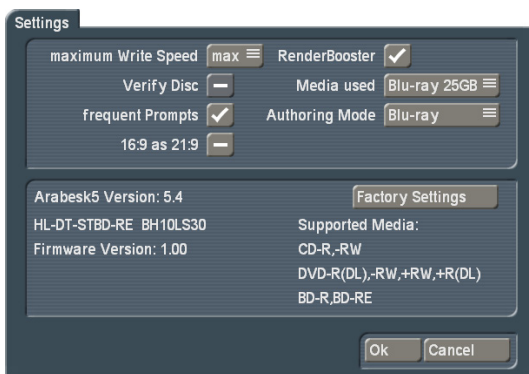 Settings
maximum Write Speed max RenderBooster
Verify Disc Media used Blu-ray 25GB
frequent Prompts Authoring Mode Blu-ray
16:9 as 21:9
Arabesk5 Version: 5.4 Factory Settings
HL-DT-STBD-RE BH10LS30 Supported Media:
Firmware Version: 1.00 CD-R,-RW
DVD-R(DL),-RW,+RW,+R(DL)
BD-R,BD-RE
Ok Cancel